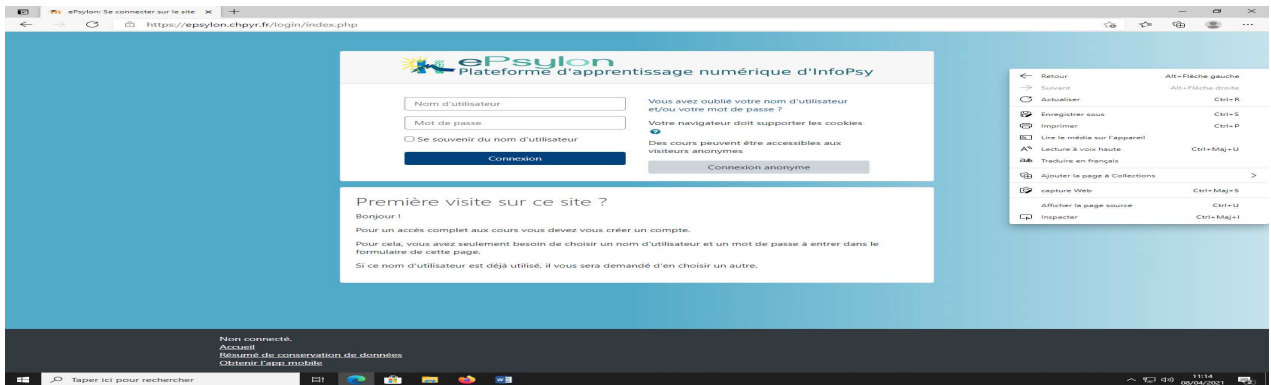 ePsylon: Se connecter sur le site
https://epsylon.chpyr.fr/login/index.php
ePsylon
Plateforme d'apprentissage numérique d'InfoPsy
Nom d'utilisateur
Mot de passe
Se souvenir du nom d'utilisateur
Connexion
Vous avez oublié votre nom d'utilisateur
et/ou votre mot de passe ?
Votre navigateur doit supporter les cookies
Des cours peuvent être accessibles aux
visiteurs anonymes
Connexion anonyme
Première visite sur ce site ?
Bonjour !
Pour un accès complet aux cours vous devez vous créer un compte.
Pour cela, vous avez seulement besoin de choisir un nom d'utilisateur et un mot de passe à entrer dans le
formulaire de cette page.
Si ce nom d'utilisateur est déjà utilisé, il vous sera demandé d'en choisir un autre.
Retour Alt+Flèche gauche
Suivant Alt+Flèche droite
Actualiser Ctrl+R
Enregistrer sous Ctrl+S
Imprimer Ctrl+P
Lire le média sur l'appareil
Lecture à voix haute Ctrl+Maj+U
Traduire en français
Ajouter la page à Collections
capture Web Ctrl+Maj+S
Afficher la page source Ctrl+U
Inspecter Ctrl+Maj+I
Non connecté.
Accueil
Résumé de conservation de données
Obtenir l'app mobile
Taper ici pour rechercher
11:14
08/04/2021